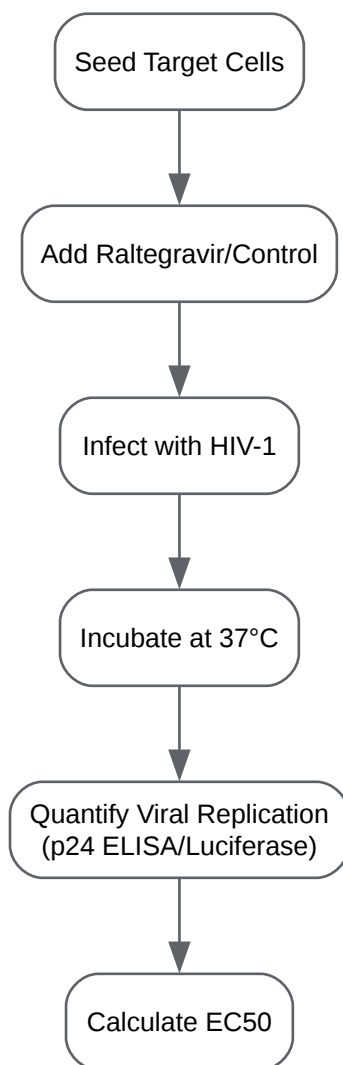 Seed Target Cells
Add Raltegravir/Control
Infect with HIV-1
Incubate at 37°C
Quantify Viral Replication
(p24 ELISA/Luciferase)
Calculate EC50